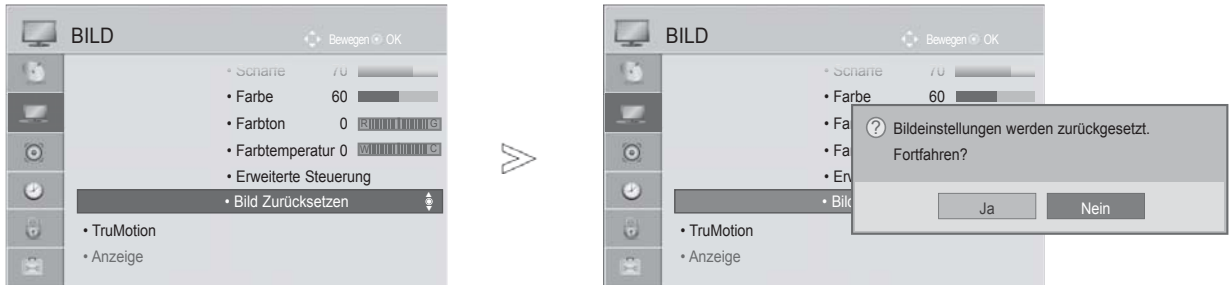 BILD
Bewegen OK
• Schärfe 70
• Farbe 60
• Farbton 0 R G
• Farbtemperatur 0 W C
• Erweiterte Steuerung
• Bild Zurücksetzen
• TruMotion
• Anzeige
BILD
Bewegen OK
• Schärfe 70
• Farbe 60
• Fa
• Fa
• Erw
• Bild
• TruMotion
• Anzeige
? Bildeinstellungen werden zurückgesetzt.
Fortfahren?
Ja Nein